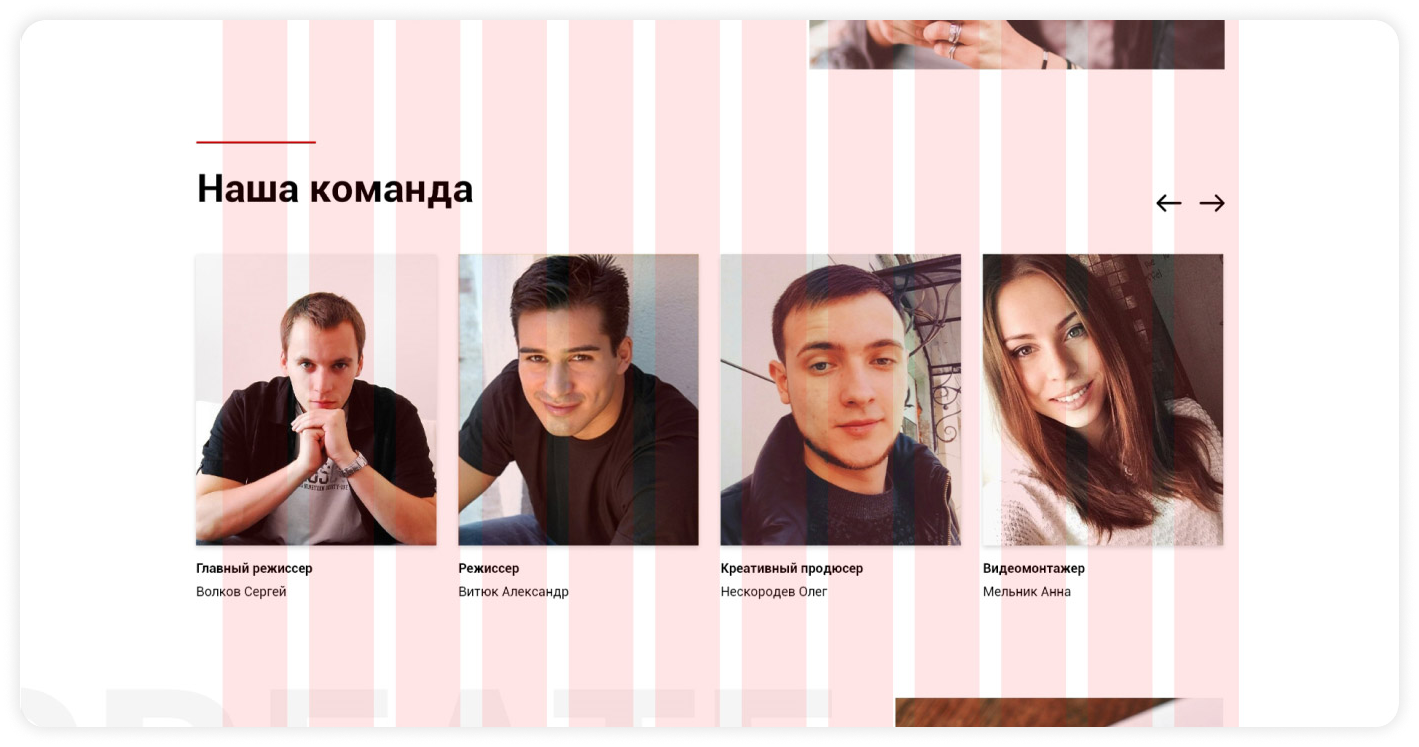 Наша команда
Главный режиссер
Волков Сергей
Режиссер
Витюк Александр
Креативный продюсер
Нескородев Олег
Видеомонтажер
Мельник Анна